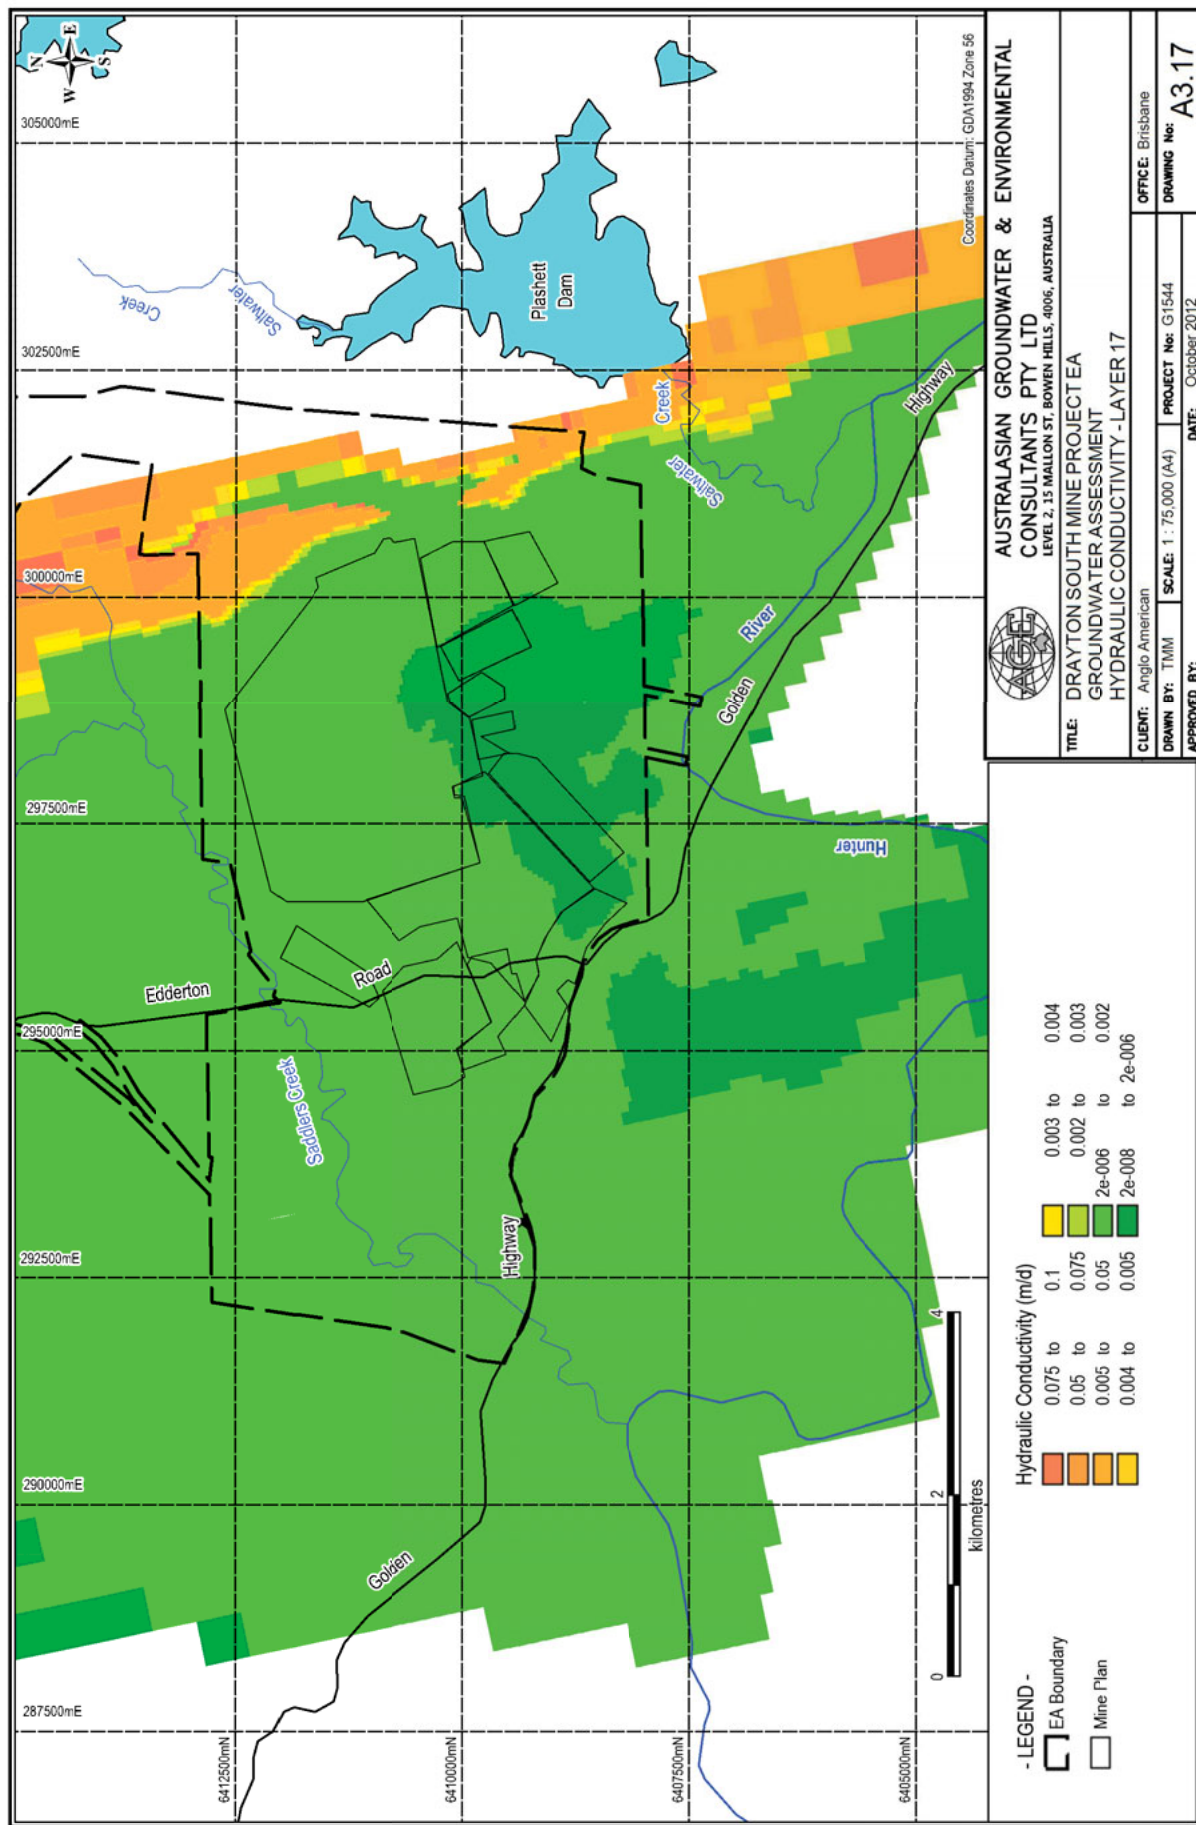 N
W
E
S
305000mE
302500mE
300000mE
297500mE
295000mE
292500mE
290000mE
287500mE
6412500mN
6410000mN
6407500mN
6405000mN
Creek
Saltwater
Plashett
Dam
Creek
Saltwater
Highway
River
Golden
Hunter
Edderton
Road
Saddlers Creek
Highway
Golden
Coordinates Datum: GDA1994 Zone 56
0
2
4
kilometres
- LEGEND -
EA Boundary
Mine Plan
Hydraulic Conductivity (m/d)
0.075 to 0.1
0.05 to 0.075
0.005 to 0.05
0.004 to 0.005
0.003 to 0.004
0.002 to 0.003
2e-006 to 0.002
2e-008 to 2e-006
AGE
AUSTRALASIAN GROUNDWATER & ENVIRONMENTAL
CONSULTANTS PTY LTD
LEVEL 2, 15 MALLON ST, BOWEN HILLS, 4006, AUSTRALIA
TITLE: DRAYTON SOUTH MINE PROJECT EA
GROUNDWATER ASSESSMENT
HYDRAULIC CONDUCTIVITY - LAYER 17
CLIENT: Anglo American
OFFICE: Brisbane
DRAWN BY: TMM
SCALE: 1 : 75,000 (A4)
PROJECT No: G1544
DRAWING No:
A3.17
APPROVED BY:
DATE: October 2012